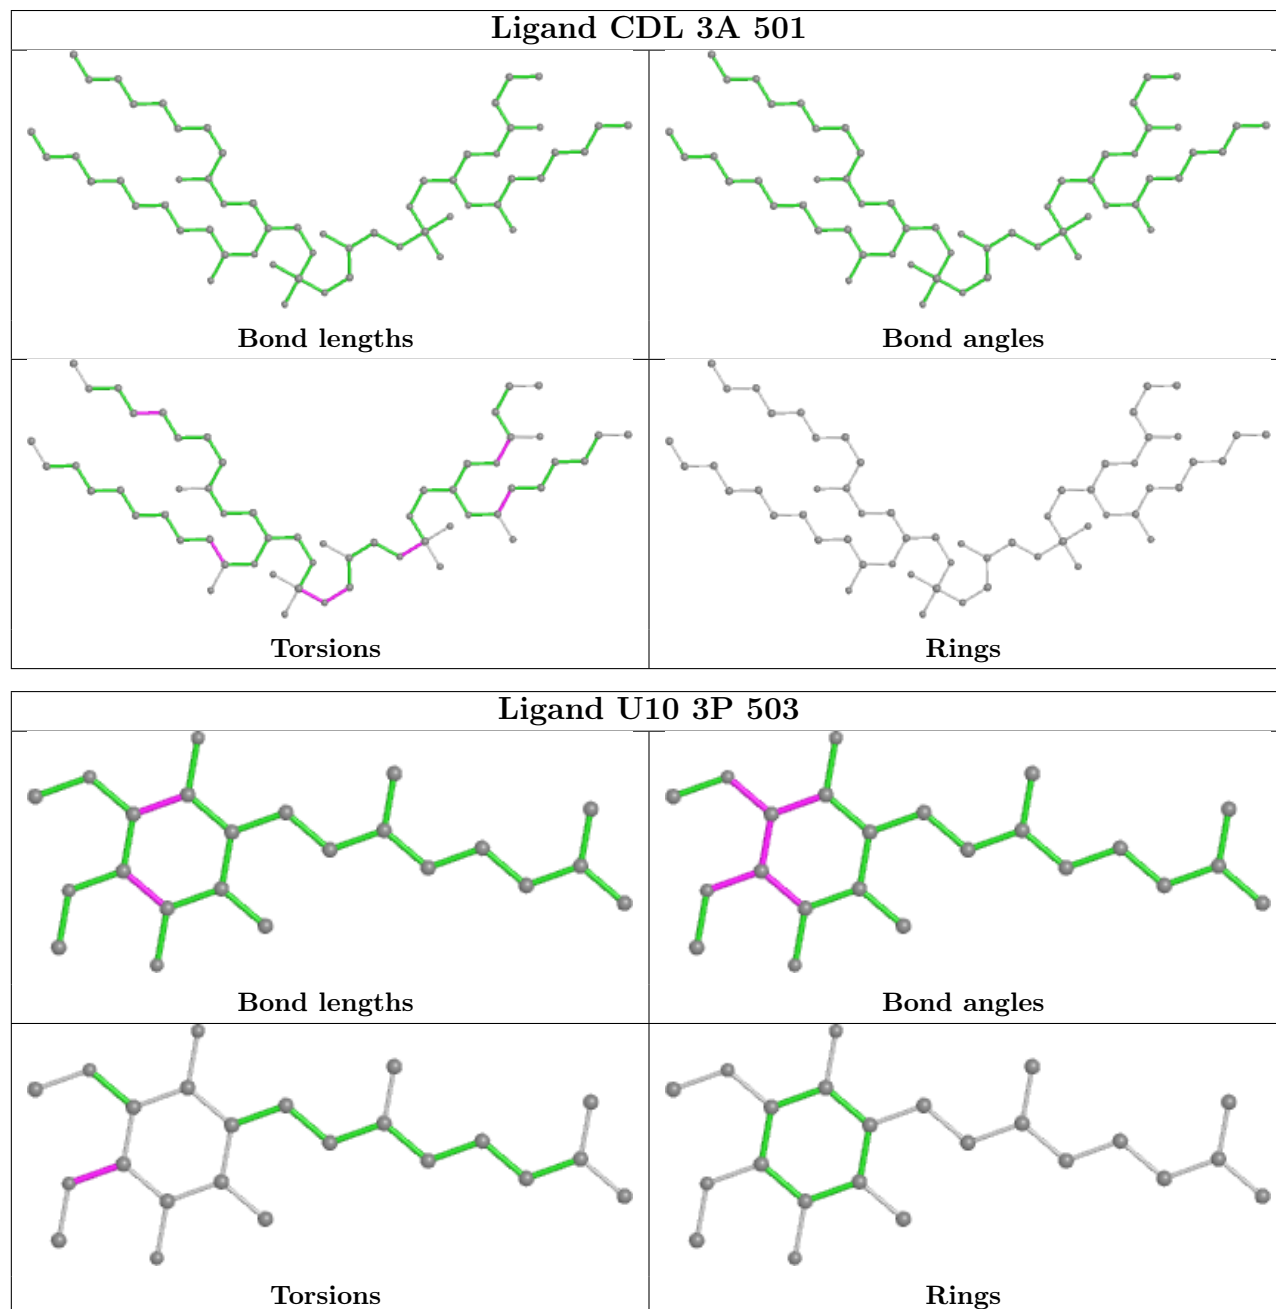 Ligand CDL 3A 501
Bond lengths
Bond angles
Torsions
Rings
Ligand U10 3P 503
Bond lengths
Bond angles
Torsions
Rings